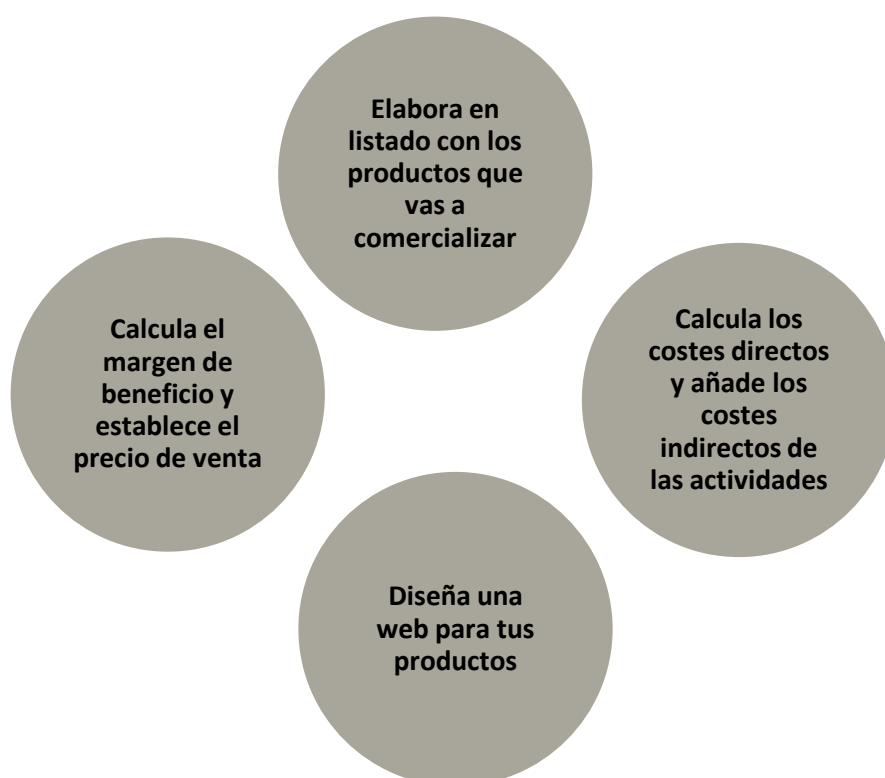 Elabora en
listado con los
productos que
vas a
comercializar
Calcula el
margen de
beneficio y
establece el
precio de venta
Calcula los
costes directos
y añade los
costes
indirectos de
las actividades
Diseña una
web para tus
productos